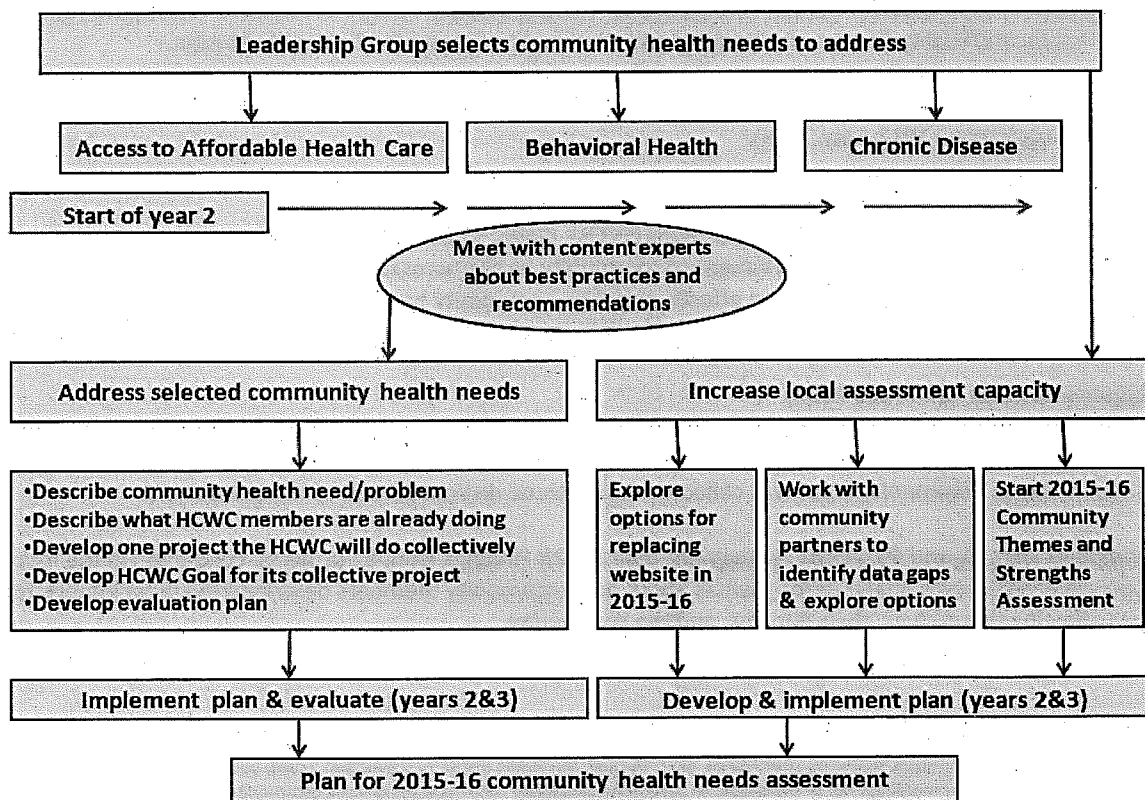 Leadership Group selects community health needs to address
Access to Affordable Health Care
Behavioral Health
Chronic Disease
Start of year 2
Meet with content experts
about best practices and
recommendations
Address selected community health needs
Increase local assessment capacity
•Describe community health need/problem
•Describe what HCWC members are already doing
•Develop one project the HCWC will do collectively
•Develop HCWC Goal for its collective project
•Develop evaluation plan
Explore
options for
replacing
website in
2015-16
Work with
community
partners to
identify data gaps
& explore options
Start 2015-16
Community
Themes and
Strengths
Assessment
Implement plan & evaluate (years 2&3)
Develop & implement plan (years 2&3)
Plan for 2015-16 community health needs assessment